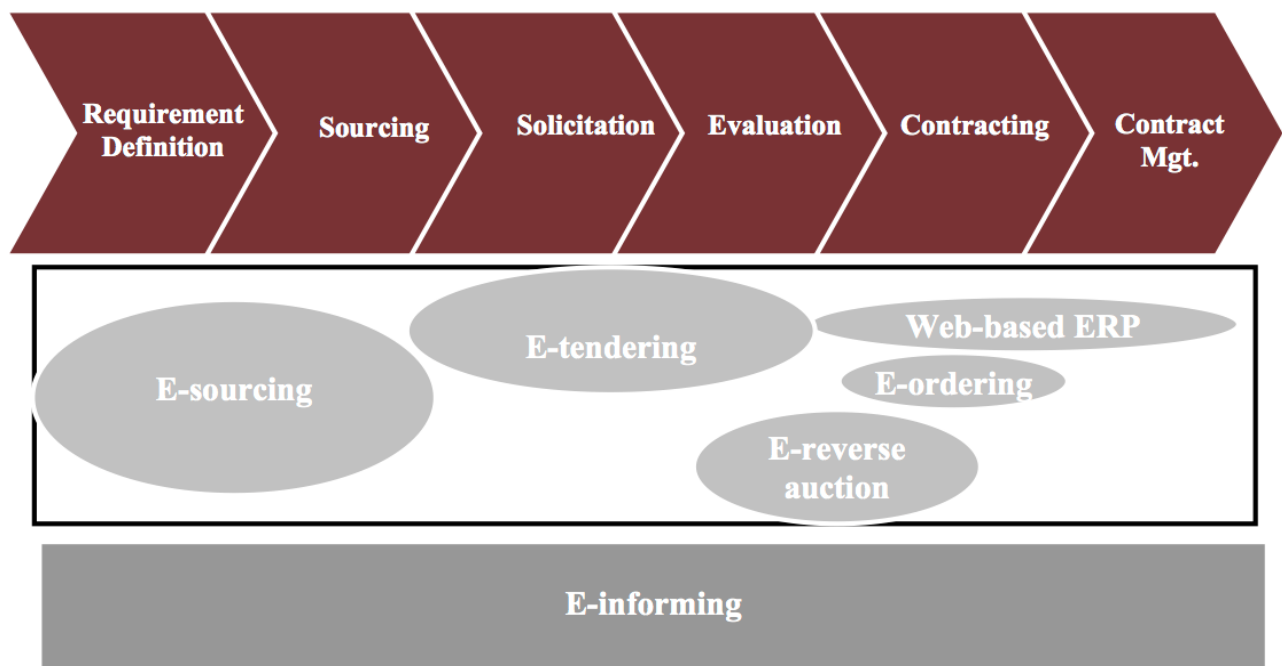 Requirement
Definition
Sourcing
Solicitation
Evaluation
Contracting
Contract
Mgt.
E-sourcing
E-tendering
Web-based ERP
E-ordering
E-reverse
auction
E-informing